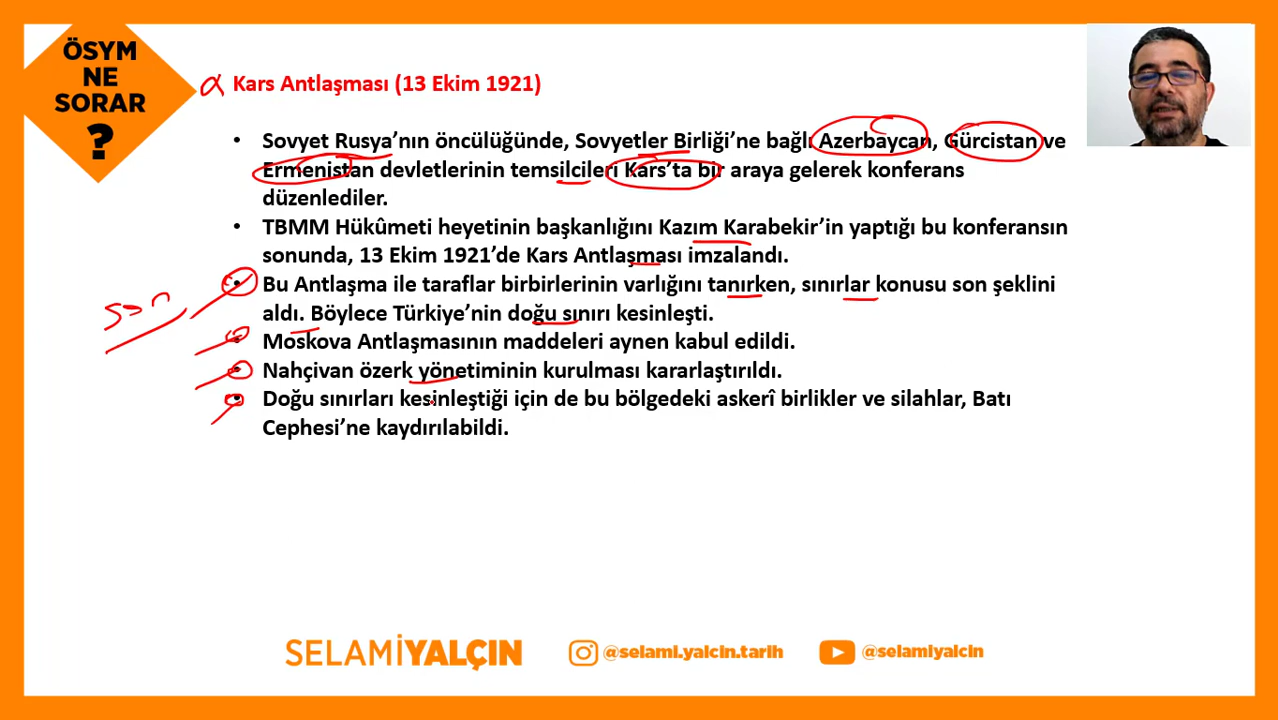 ÖSYM
NE
SORAR
?
Kars Antlaşması (13 Ekim 1921)
• Sovyet Rusya’nın öncülüğünde, Sovyetler Birliği’ne bağlı Azerbaycan, Gürcistan ve
Ermenistan devletlerinin temsilcileri Kars’ta bir araya gelerek konferans
düzenlediler.
• TBMM Hükûmeti heyetinin başkanlığını Kazım Karabekir’in yaptığı bu konferansın
sonunda, 13 Ekim 1921’de Kars Antlaşması imzalandı.
• Bu Antlaşma ile taraflar birbirlerinin varlığını tanırken, sınırlar konusu son şeklini
aldı. Böylece Türkiye’nin doğu sınırı kesinleşti.
son
• Moskova Antlaşmasının maddeleri aynen kabul edildi.
• Nahçivan özerk yönetiminin kurulması kararlaştırıldı.
• Doğu sınırları kesinleştiği için de bu bölgedeki askerî birlikler ve silahlar, Batı
Cephesi’ne kaydırılabildi.
SELAMİYALÇIN @selami.yalcin.tarih @selamiyalcin